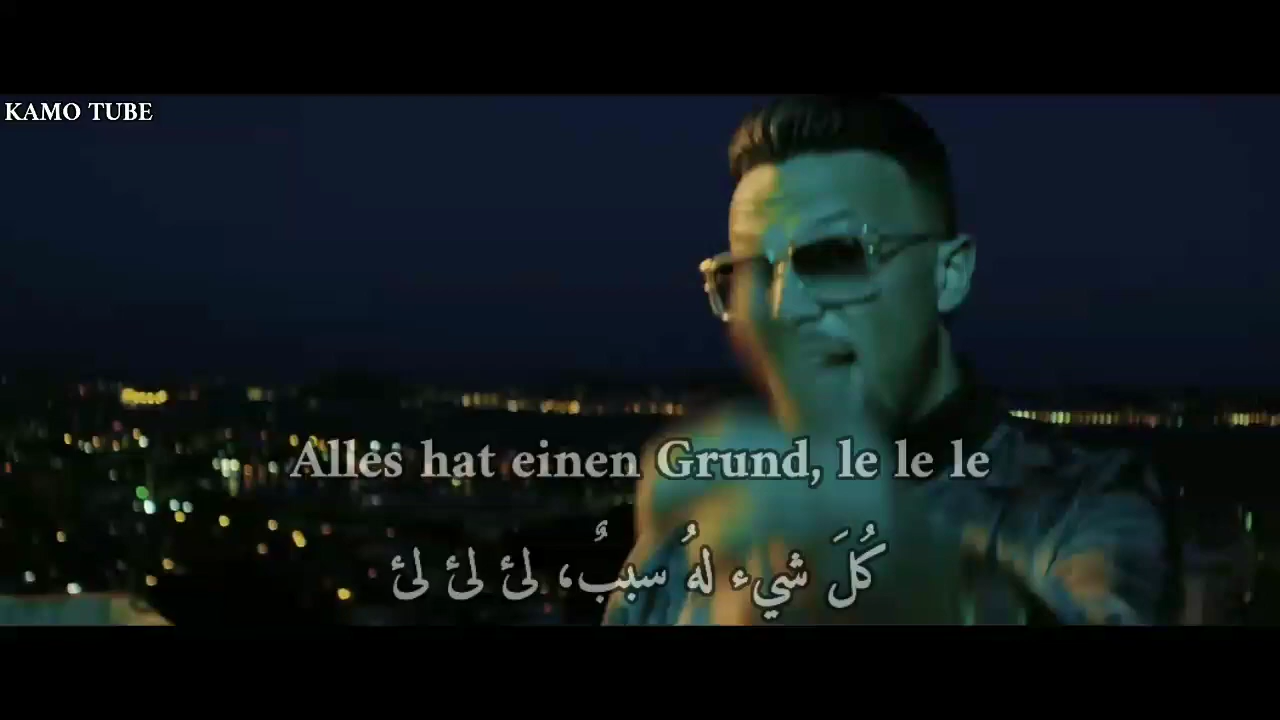 KAMO TUBE
Alles hat einen Grund, le le le
كُلَ شيء لهُ سببٌ، لئ لئ لئ